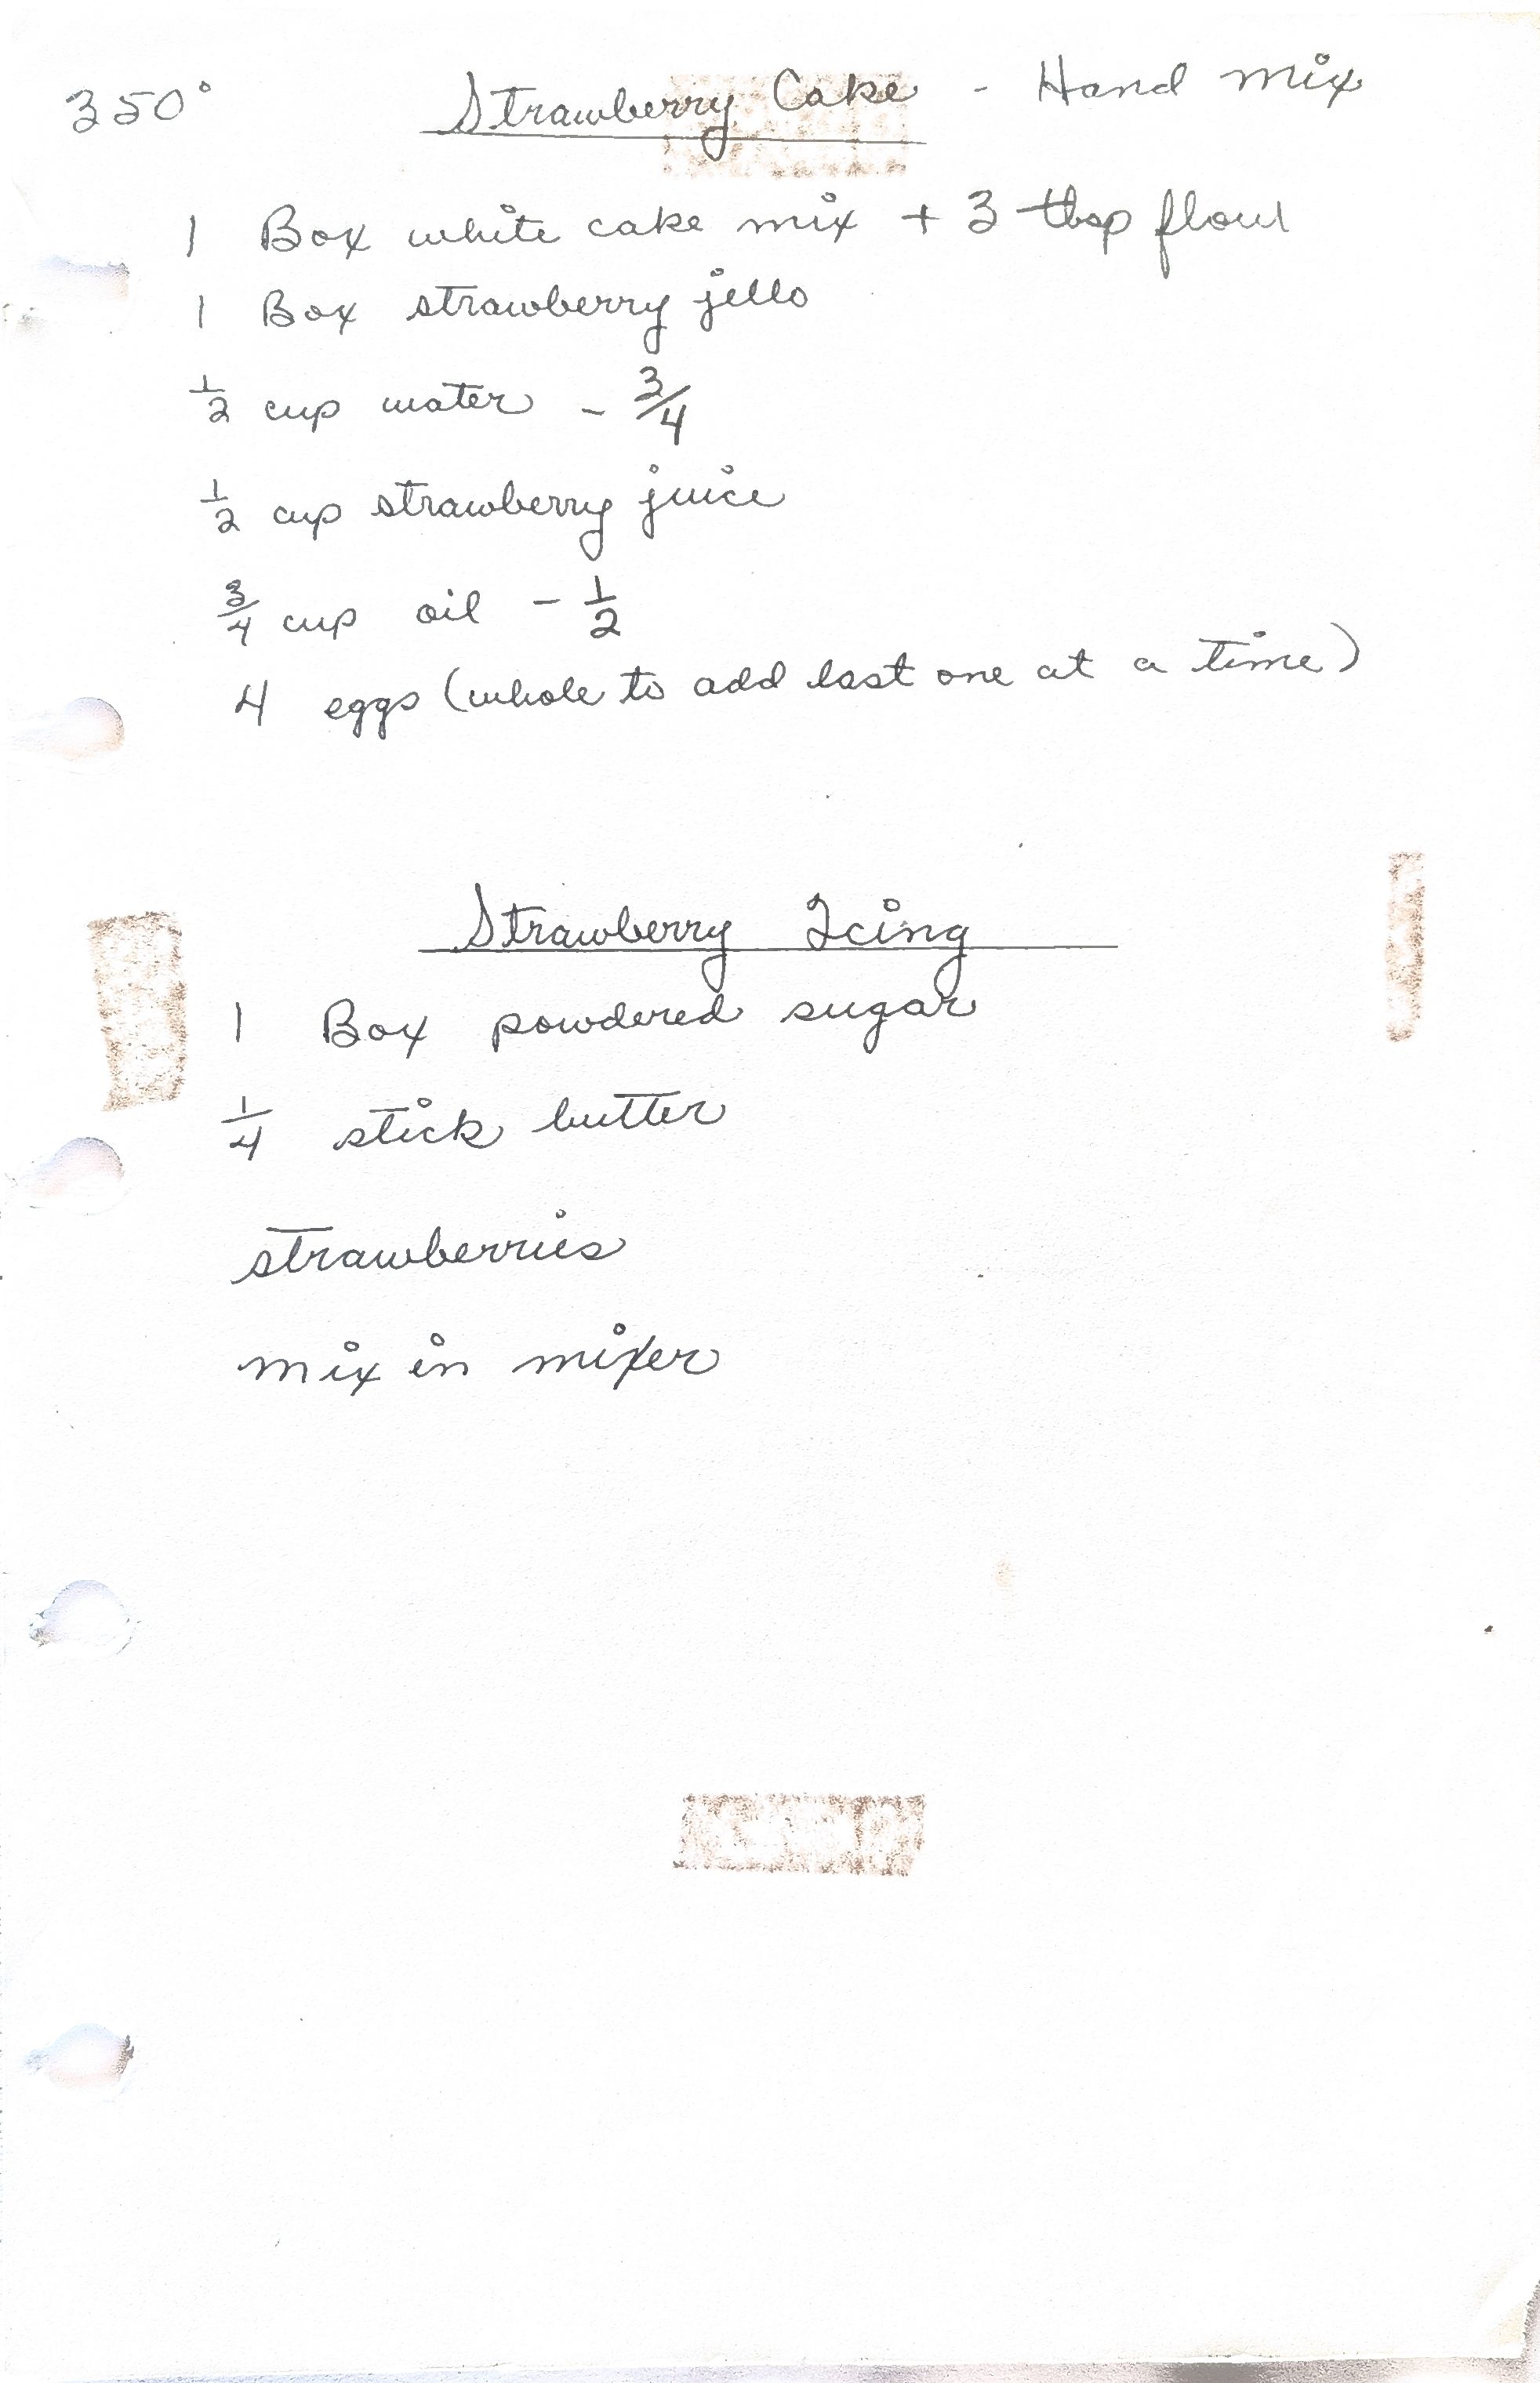 350° Strawberry Cake - Hand mix
1 Box white cake mix + 3 tbsp flour
1 Box strawberry jello
1/2 cup water - 3/4
1/2 cup strawberry juice
3/4 cup oil - 1/2
4 eggs (whole to add last one at a time)
Strawberry Icing
1 Box powdered sugar
1/4 stick butter
strawberries
mix in mixer